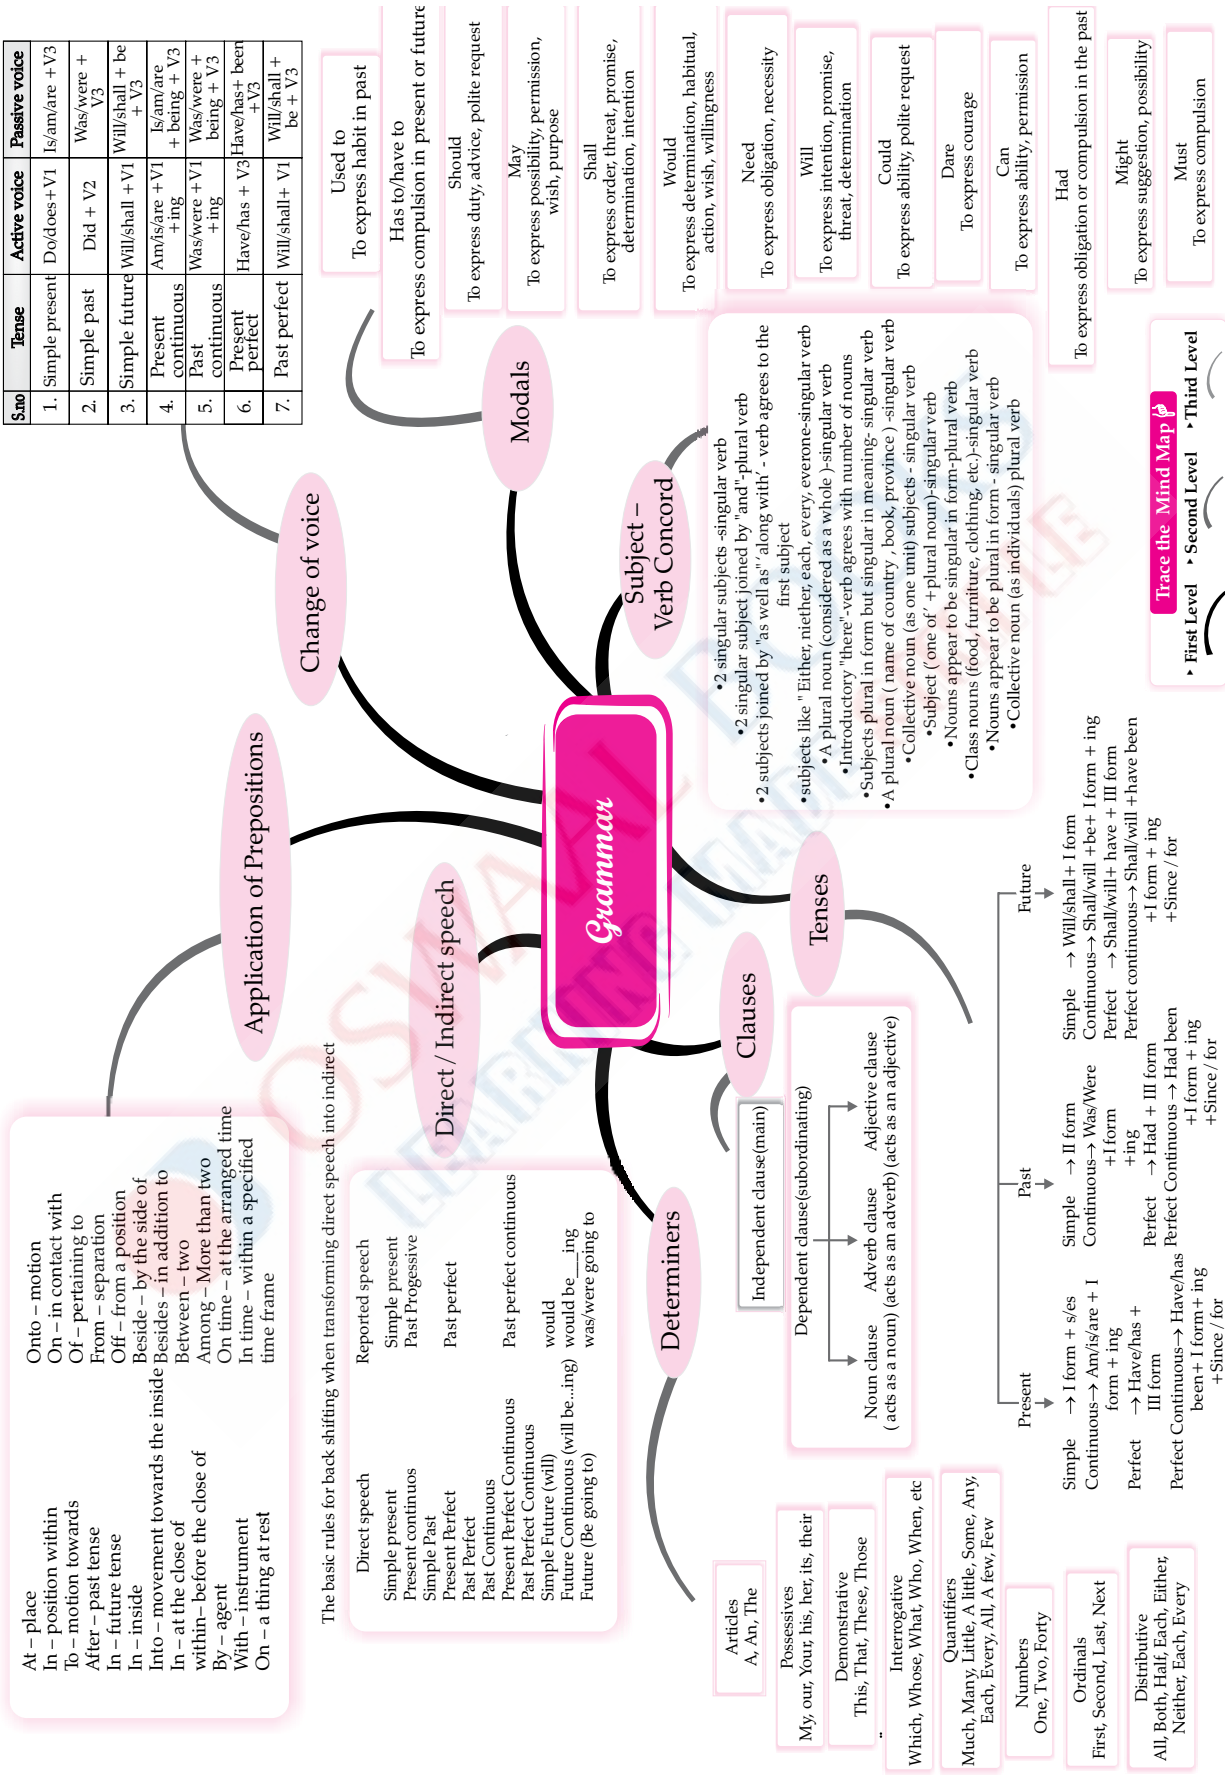 At – place
In – position within
To – motion towards
After – past tense
In – future tense
In – inside
Into – movement towards the inside
In – at the close of
within– before the close of
By – agent
With – instrument
On – a thing at rest
Onto – motion
On – in contact with
Of – pertaining to
From – separation
Off – from a position
Beside – by the side of
Besides – in addition to
Between – two
Among – More than two
On time – at the arranged time
In time – within a specified
time frame
Application of Prepositions
S.no Tense Active voice Passive voice
1. Simple present Do/does+V1 Is/am/are +V3
2. Simple past Did + V2 Was/were +
V3
3. Simple future Will/shall +V1 Will/shall + be
+ V3
4. Present
continuous Am/is/are +V1
+ing Is/am/are
+ being + V3
5. Past
continuous Was/were +V1
+ing Was/were +
being + V3
6. Present
perfect Have/has + V3 Have/has+ been
+V3
7. Past perfect Will/shall+ V1 Will/shall +
be + V3
Change of voice
The basic rules for back shifting when transforming direct speech into indirect
Direct speech Reported speech
Simple present Simple present
Present continuos Past Progessive
Simple Past
Present Perfect Past perfect
Past Perfect
Past Continuous
Present Perfect Continuous Past perfect continuous
Past Perfect Continuous
Simple Future (will) would
Future Continuous (will be...ing) would be___ing
Future (Be going to) was/were going to
Direct / Indirect speech
Modals
Used to
To express habit in past
Has to/have to
To express compulsion in present or future
Should
To express duty, advice, polite request
May
To express possibility, permission,
wish, purpose
Shall
To express order, threat, promise,
determination, intention
Would
To express determination, habitual,
action, wish, willingness
Need
To express obligation, necessity
Will
To express intention, promise,
threat, determination
Could
To express ability, polite request
Dare
To express courage
Can
To express ability, permission
Had
To express obligation or compulsion in the past
Might
To express suggestion, possibility
Must
To express compulsion
Grammar
Subject –
Verb Concord
•2 singular subjects -singular verb
•2 singular subject joined by "and"-plural verb
•2 subjects joined by "as well as" ‘along with’ - verb agrees to the
first subject
•subjects like " Either, niether, each, every, everone-singular verb
•A plural noun (considered as a whole )-singular verb
•Introductory "there"-verb agrees with number of nouns
•Subjects plural in form but singular in meaning- singular verb
•A plural noun ( name of country , book, province ) -singular verb
•Collective noun (as one unit) subjects - singular verb
•Subject (‘one of’ +plural noun)-singular verb
•Nouns appear to be singular in form-plural verb
•Class nouns (food, furniture, clothing, etc.)-singular verb
•Nouns appear to be plural in form - singular verb
•Collective noun (as individuals) plural verb
Determiners
Articles
A, An, The
Possessives
My, our, Your, his, her, its, their
Demonstrative
This, That, These, Those
Interrogative
Which, Whose, What, Who, When, etc
Quantifiers
Much, Many, Little, A little, Some, Any,
Each, Every, All, A few, Few
Numbers
One, Two, Forty
Ordinals
First, Second, Last, Next
Distributive
All, Both, Half, Each, Either,
Neither, Each, Every
Clauses
Independent clause(main)
Dependent clause(subordinating)
Noun clause Adverb clause Adjective clause
( acts as a noun) (acts as an adverb) (acts as an adjective)
Tenses
Present
Simple → I form + s/es
Continuous→ Am/is/are + I
form + ing
Perfect → Have/has +
III form
Perfect Continuous→ Have/has
been+ I form+ ing
+Since / for
Past
Simple → II form
Continuous→ Was/Were
+I form
+ing
Perfect → Had + III form
Perfect Continuous → Had been
+I form + ing
+Since / for
Future
Simple → Will/shall+ I form
Continuous→ Shall/will +be+ I form + ing
Perfect → Shall/will+ have + III form
Perfect continuous→ Shall/will +have been
+I form + ing
+Since / for
Trace the Mind Map
‣ First Level ‣ Second Level ‣ Third Level
OSWAAL BOOKS
LEARNING MADE SIMPLE